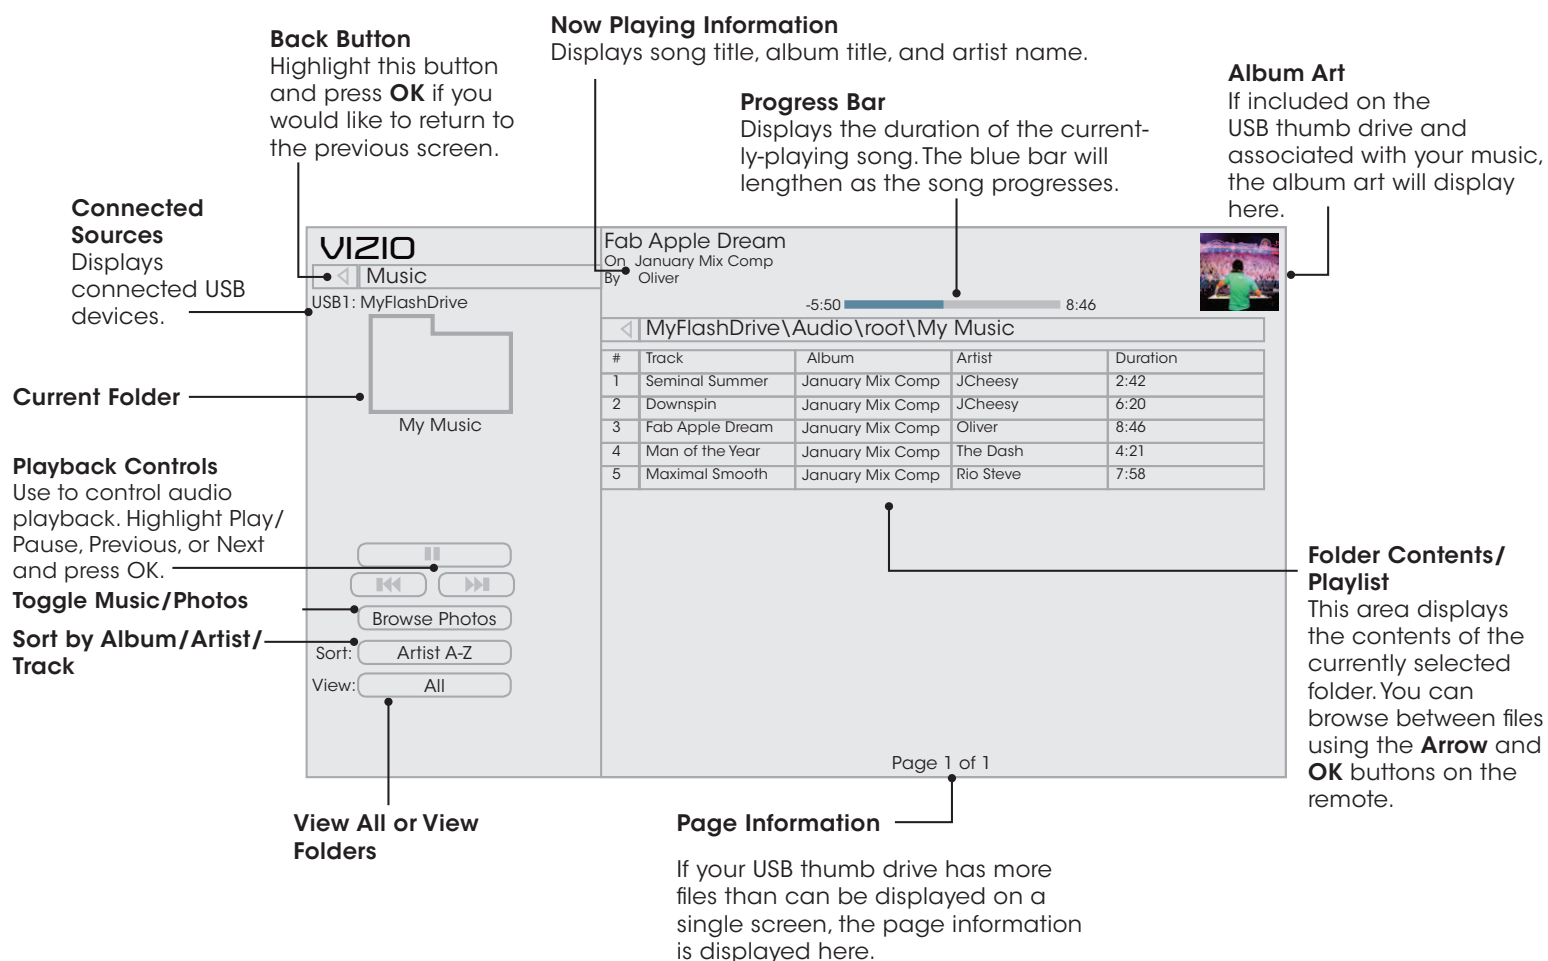 Back Button
Highlight this button
and press OK if you
would like to return to
the previous screen.
Now Playing Information
Displays song title, album title, and artist name.
Progress Bar
Displays the duration of the current-
ly-playing song. The blue bar will
lengthen as the song progresses.
Album Art
If included on the
USB thumb drive and
associated with your music,
the album art will display
here.
Connected
Sources
Displays
connected USB
devices.
Current Folder
Playback Controls
Use to control audio
playback. Highlight Play/
Pause, Previous, or Next
and press OK.
Toggle Music/Photos
Sort by Album/Artist/
Track
VIZIO
Music
USB1: MyFlashDrive
My Music
Browse Photos
Sort: Artist A-Z
View: All
Fab Apple Dream
On January Mix Comp
By Oliver
-5:50 8:46
MyFlashDrive\Audio\root\My Music
# Track Album Artist Duration
1 Seminal Summer January Mix Comp JCheesy 2:42
2 Downspin January Mix Comp JCheesy 6:20
3 Fab Apple Dream January Mix Comp Oliver 8:46
4 Man of the Year January Mix Comp The Dash 4:21
5 Maximal Smooth January Mix Comp Rio Steve 7:58
Page 1 of 1
Folder Contents/
Playlist
This area displays
the contents of the
currently selected
folder. You can
browse between files
using the Arrow and
OK buttons on the
remote.
View All or View
Folders
Page Information
If your USB thumb drive has more
files than can be displayed on a
single screen, the page information
is displayed here.